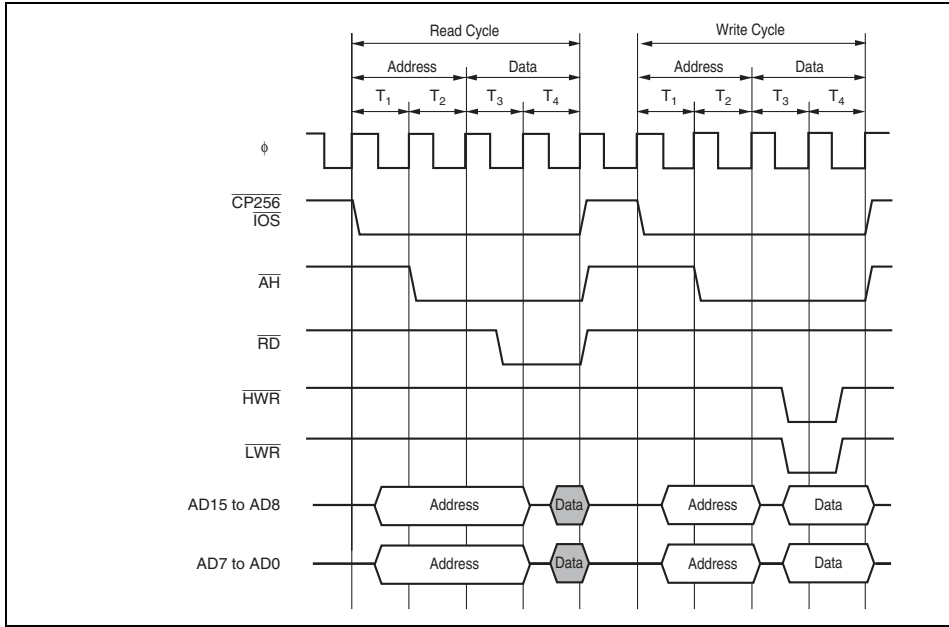 Read Cycle Write Cycle
Address Data Address Data
T1 T2 T3 T4 T1 T2 T3 T4
ϕ
CP256
IOS
AH
RD
HWR
LWR
AD15 to AD8 Address Data Address Data
AD7 to AD0 Address Data Address Data